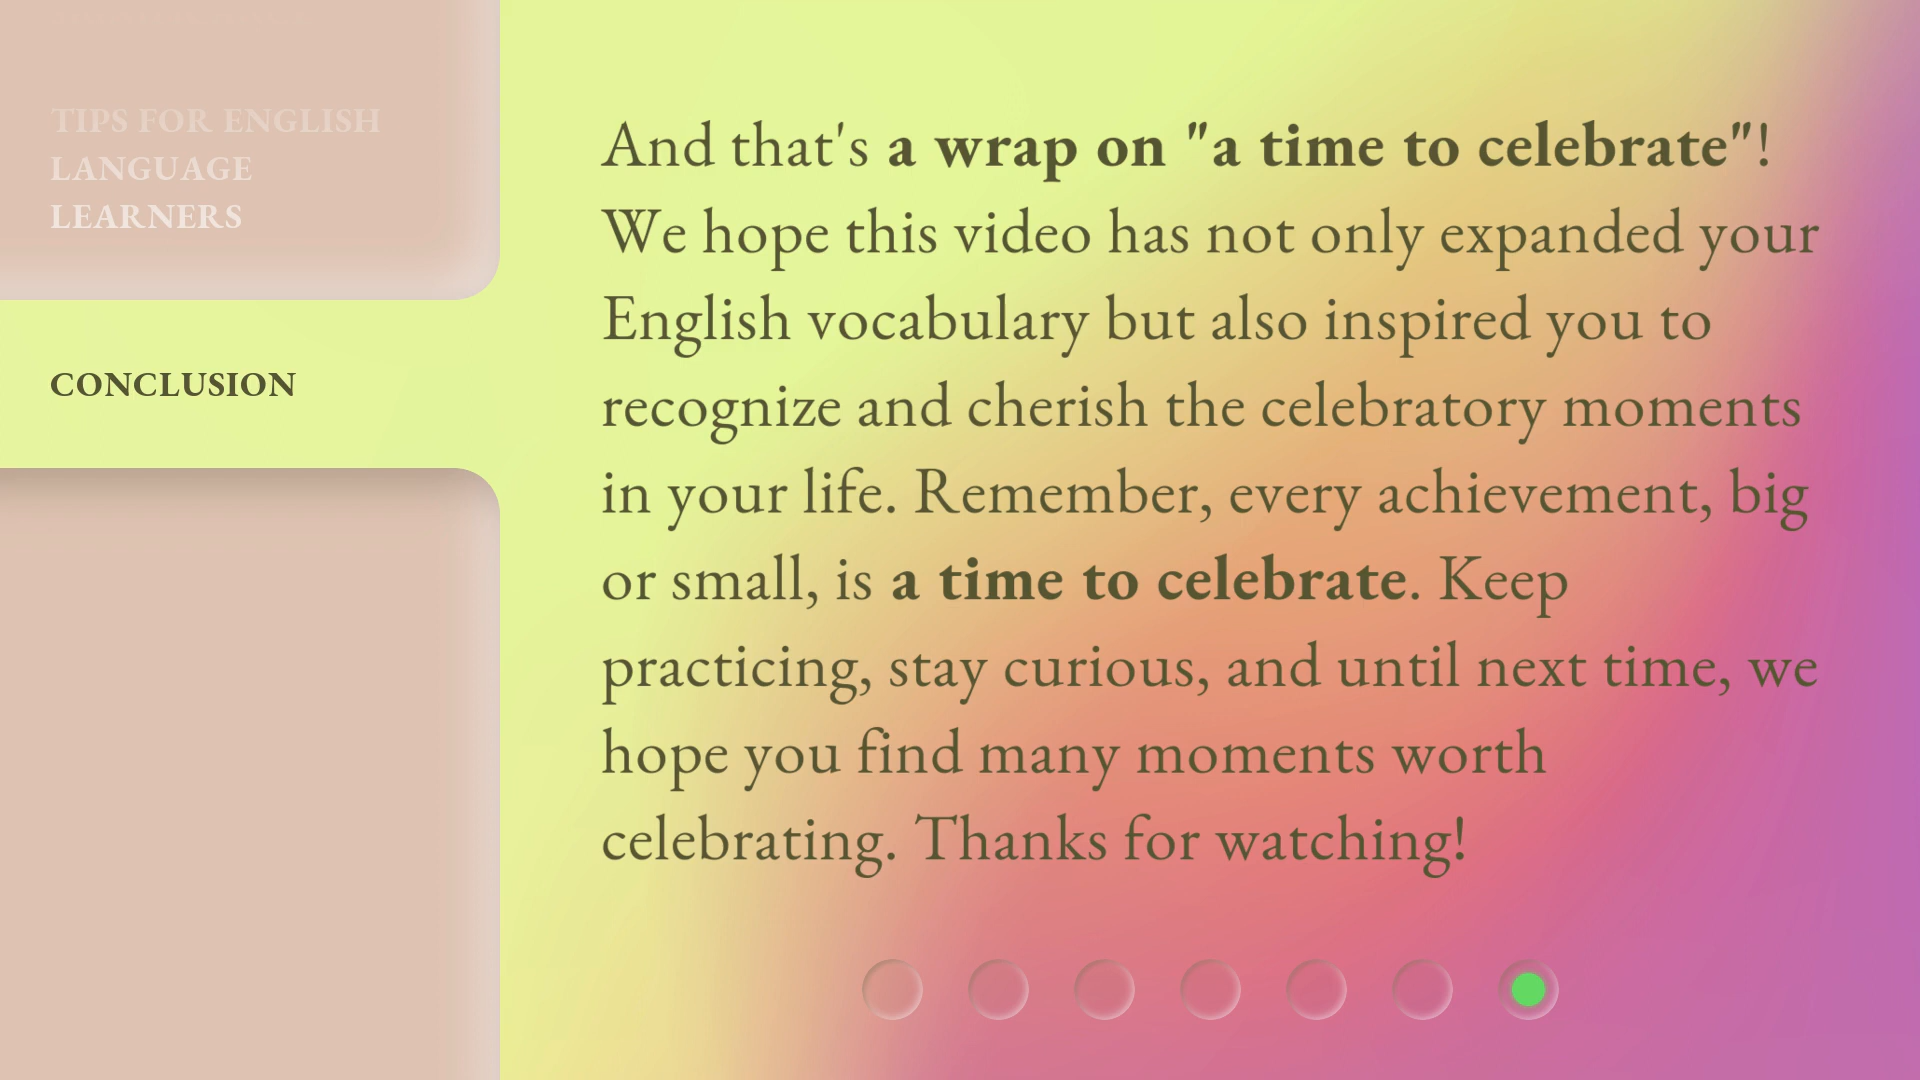 TIPS FOR ENGLISH
LANGUAGE
LEARNERS
CONCLUSION
And that's a wrap on "a time to celebrate"!
We hope this video has not only expanded your
English vocabulary but also inspired you to
recognize and cherish the celebratory moments
in your life. Remember, every achievement, big
or small, is a time to celebrate. Keep
practicing, stay curious, and until next time, we
hope you find many moments worth
celebrating. Thanks for watching!